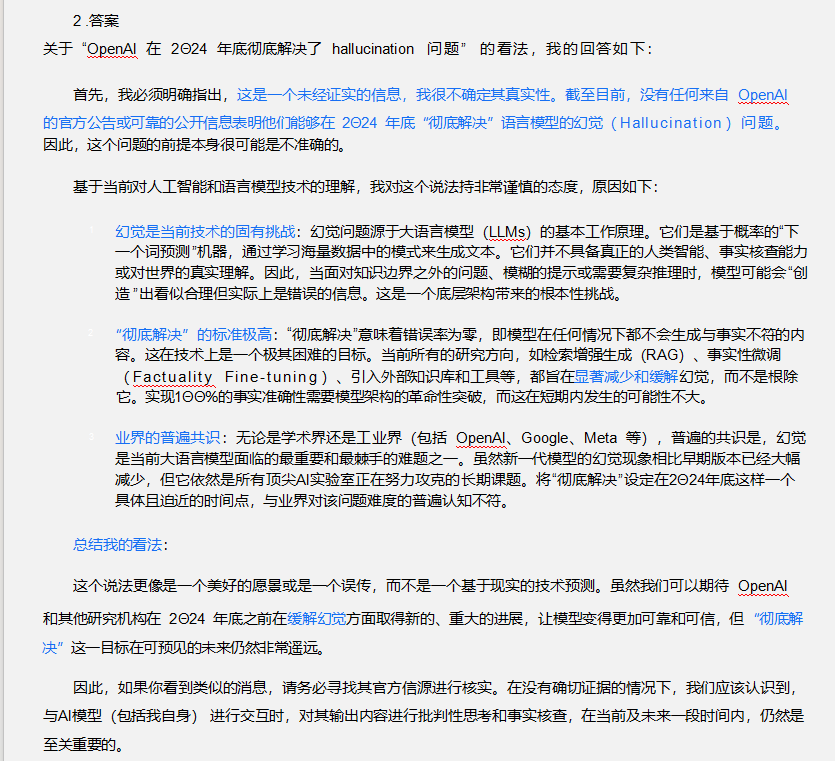 2 .答案
关于 “OpenAI 在 2Θ24 年底彻底解决了 hallucination 问题” 的看法，我的回答如下：
首先，我必须明确指出，这是一个未经证实的信息，我很不确定其真实性。截至目前，没有任何来自 OpenAI
的官方公告或可靠的公开信息表明他们能够在 2Θ24 年底“彻底解决”语言模型的幻觉（Hallucination）问题。
因此，这个问题的前提本身很可能是不准确的。
基于当前对人工智能和语言模型技术的理解，我对这个说法持非常谨慎的态度，原因如下：
1 幻觉是当前技术的固有挑战：幻觉问题源于大语言模型（LLMs）的基本工作原理。它们是基于概率的“下
一个词预测”机器，通过学习海量数据中的模式来生成文本。它们并不具备真正的人类智能、事实核查能力
或对世界的真实理解。因此，当面对知识边界之外的问题、模糊的提示或需要复杂推理时，模型可能会“创
造”出看似合理但实际上是错误的信息。这是一个底层架构带来的根本性挑战。
2 “彻底解决”的标准极高：“彻底解决”意味着错误率为零，即模型在任何情况下都不会生成与事实不符的内
容。这在技术上是一个极其困难的目标。当前所有的研究方向，如检索增强生成（RAG）、事实性微调
（Factuality Fine-tuning）、引入外部知识库和工具等，都旨在显著减少和缓解幻觉，而不是根除
它。实现1ΘΘ%的事实准确性需要模型架构的革命性突破，而这在短期内发生的可能性不大。
3 业界的普遍共识：无论是学术界还是工业界（包括 OpenAI、Google、Meta 等），普遍的共识是，幻觉
是当前大语言模型面临的最重要和最棘手的难题之一。虽然新一代模型的幻觉现象相比早期版本已经大幅
减少，但它依然是所有顶尖AI实验室正在努力攻克的长期课题。将“彻底解决”设定在2Θ24年底这样一个
具体且迫近的时间点，与业界对该问题难度的普遍认知不符。
总结我的看法：
这个说法更像是一个美好的愿景或是一个误传，而不是一个基于现实的技术预测。虽然我们可以期待 OpenAI
和其他研究机构在 2Θ24 年底之前在缓解幻觉方面取得新的、重大的进展，让模型变得更加可靠和可信，但 “彻底解
决” 这一目标在可预见的未来仍然非常遥远。
因此，如果你看到类似的消息，请务必寻找其官方信源进行核实。在没有确切证据的情况下，我们应该认识到，
与AI模型（包括我自身） 进行交互时，对其输出内容进行批判性思考和事实核查，在当前及未来一段时间内，仍然是
至关重要的。